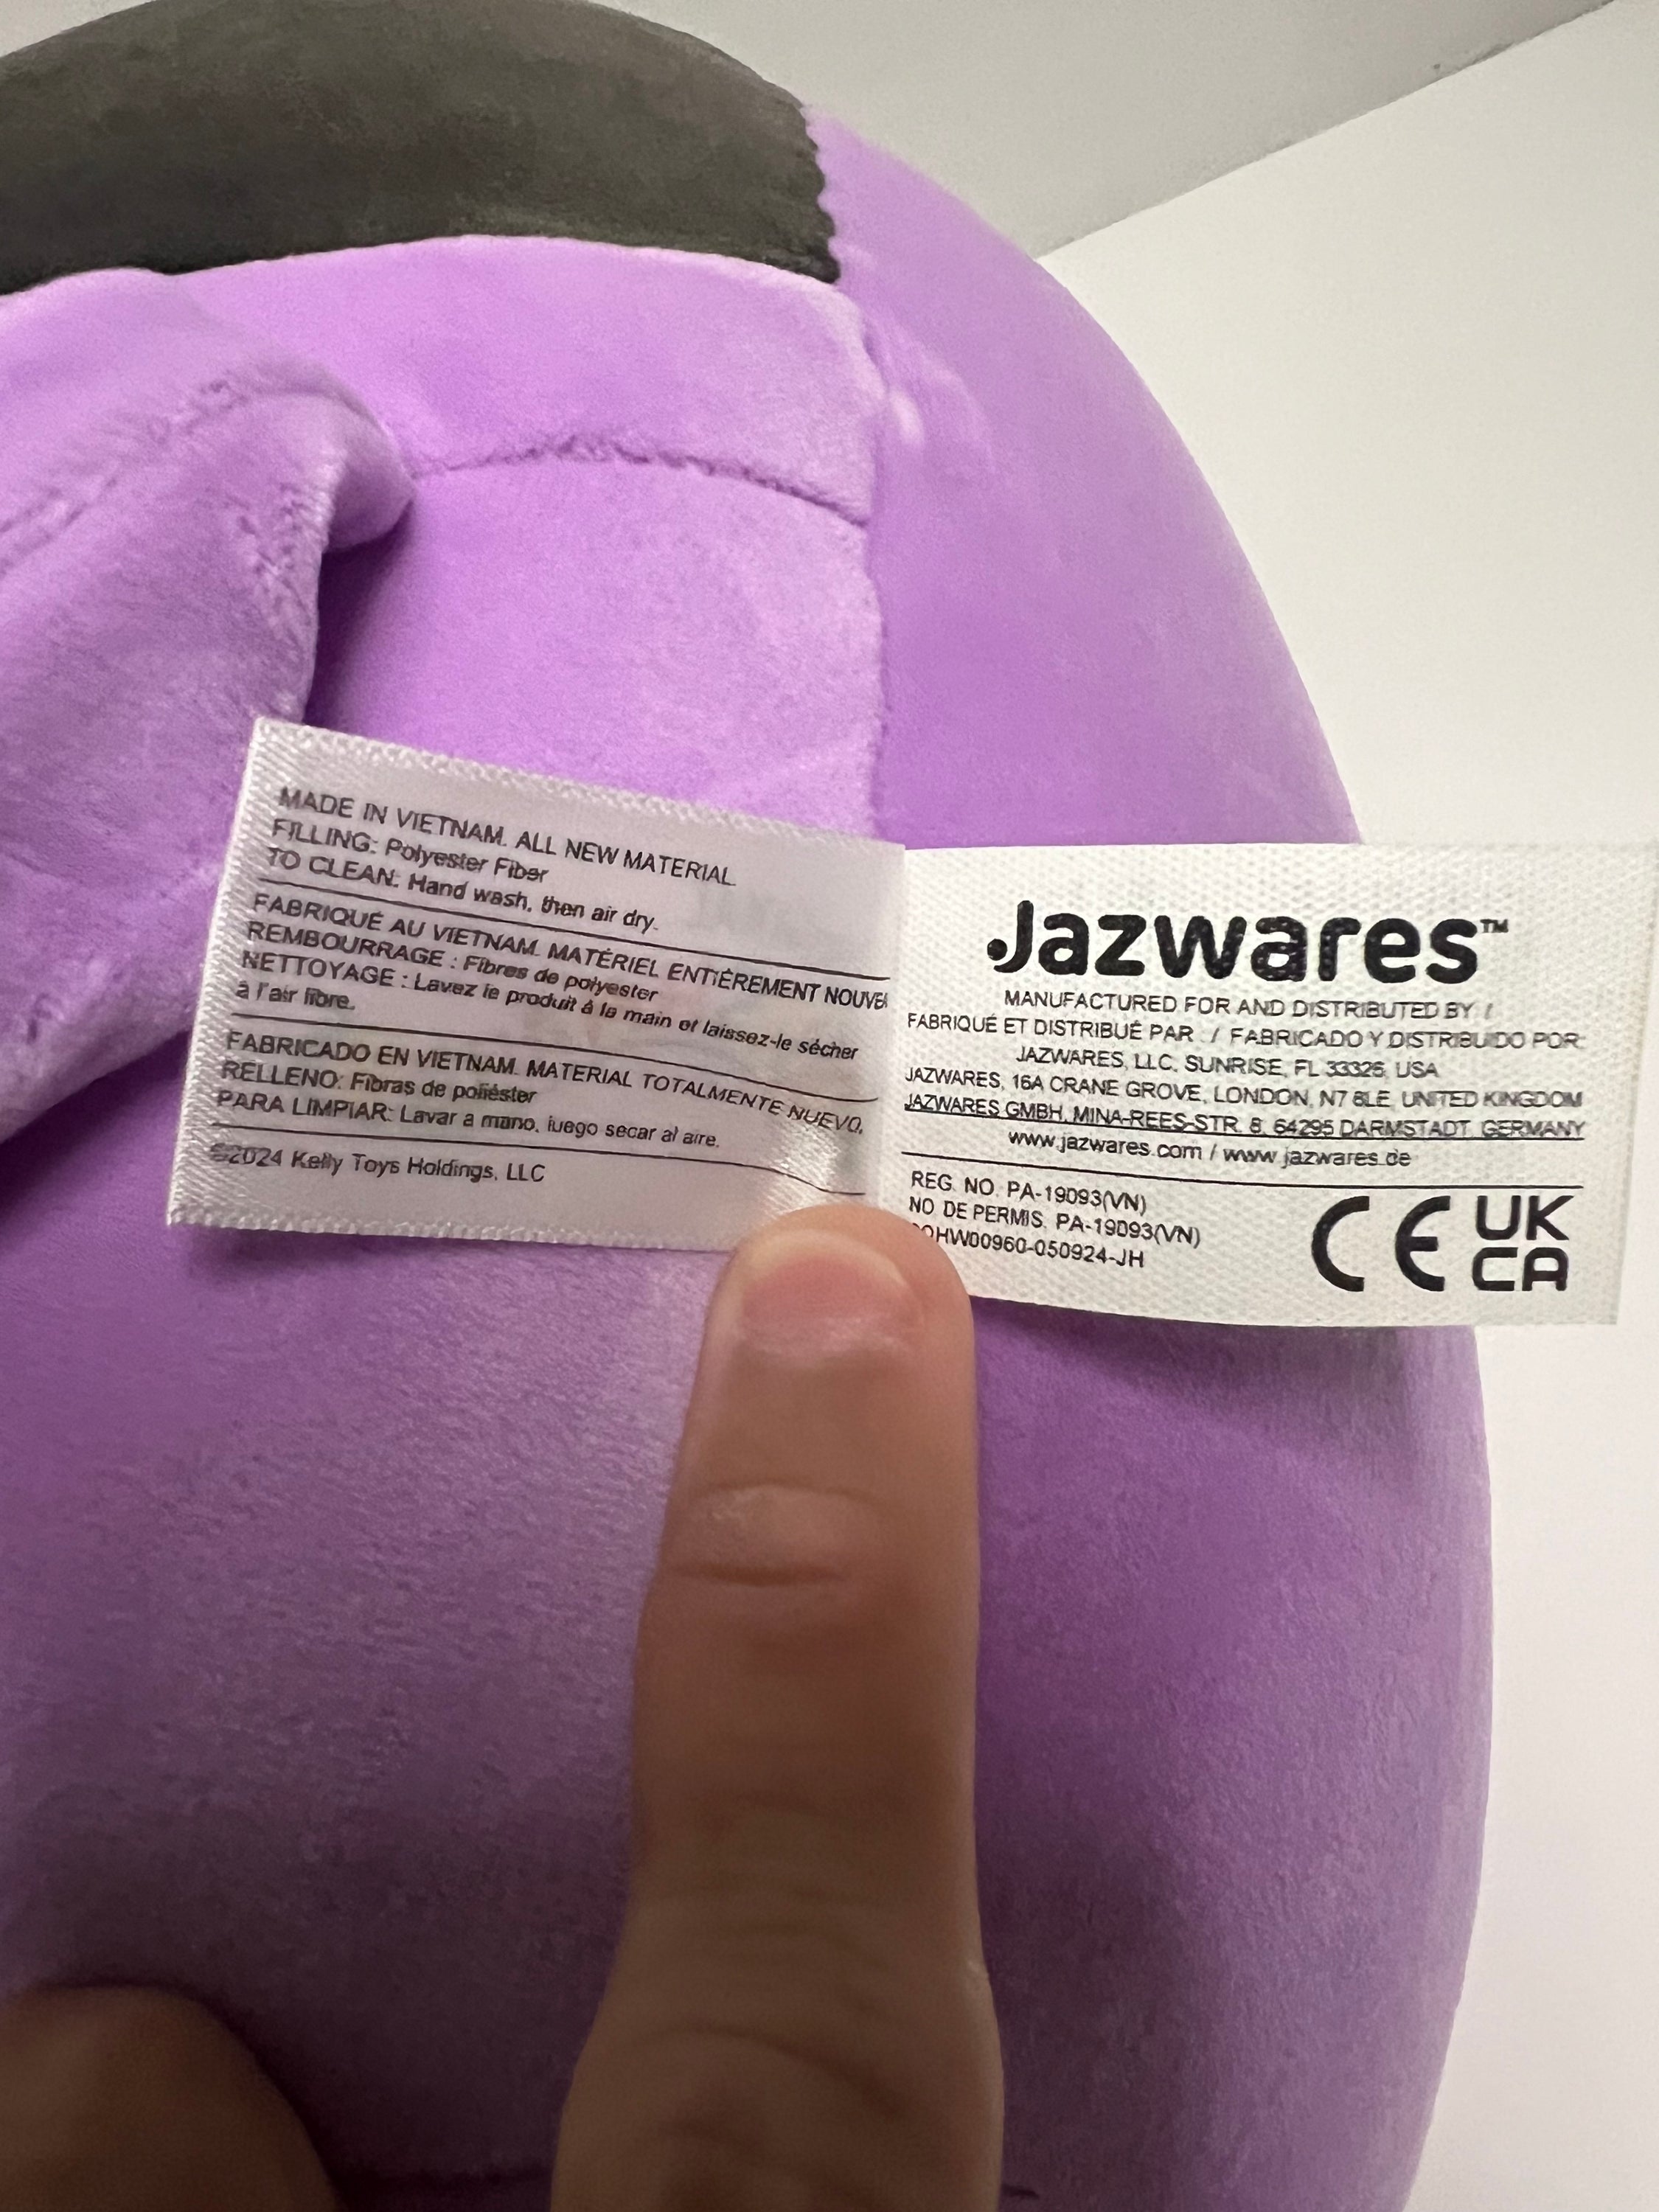 MADE IN VIETNAM. ALL NEW MATERIAL.
FILLING: Polyester Fiber
TO CLEAN: Hand wash, then air dry.
FABRIQUÉ AU VIETNAM. MATÉRIEL ENTIÈREMENT
REMBOURRAGE : Fibres de polyester
NETTOYAGE : Lavez le produit à la main et laissez-le sécher
à l'air libre.
FABRICADO EN VIETNAM. MATERIAL TOTALMENTE NUEVO.
RELLENO: Fibras de poliéster
PARA LIMPIAR: Lavar a mano, luego secar al aire.
©2024 Kelly Toys Holdings, LLC
Jazwares™
MANUFACTURED FOR AND DISTRIBUTED BY /
FABRIQUÉ ET DISTRIBUÉ PAR : / FABRICADO Y DISTRIBUIDO POR:
JAZWARES, LLC. SUNRISE, FL 33326, USA
JAZWARES, 16A CRANE GROVE, LONDON, N7 8LE, UNITED KINGDOM
JAZWARES GMBH, MINA-REES-STR. 8, 64295 DARMSTADT, GERMANY
www.jazwares.com / www.jazwares.de
REG. NO. PA-19093(VN)
NO DE PERMIS. PA-19093(VN)
CE
UK
CA